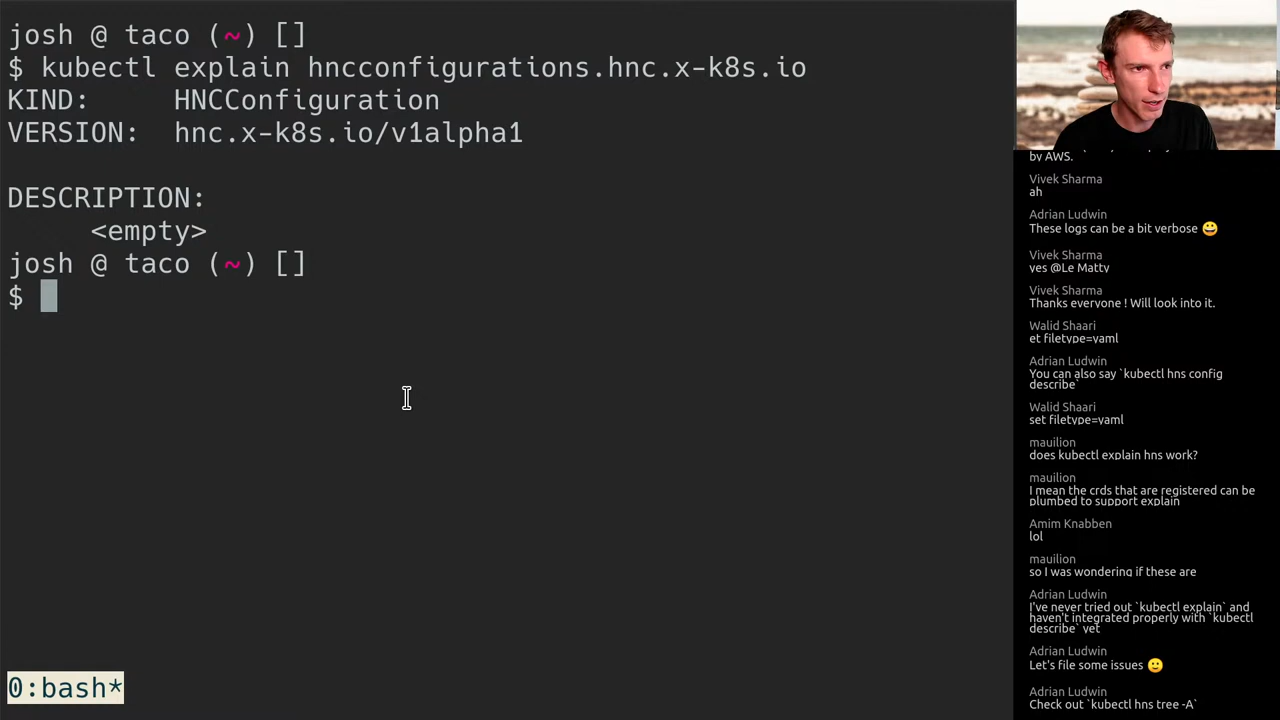 josh @ taco (~) []
$ kubectl explain hncconfigurations.hnc.x-k8s.io
KIND:     HNCConfiguration
VERSION:  hnc.x-k8s.io/v1alpha1
DESCRIPTION:
<empty>
josh @ taco (~) []
$
0:bash*
by AWS.
Vivek Sharma
ah
Adrian Ludwin
These logs can be a bit verbose 😀
Vivek Sharma
yes @Le Matty
Vivek Sharma
Thanks everyone ! Will look into it.
Walid Shaari
et filetype=yaml
Adrian Ludwin
You can also say `kubectl hns config
describe`
Walid Shaari
set filetype=yaml
mauilion
does kubectl explain hns work?
mauilion
I mean the crds that are registered can be
plumbed to support explain
Amim Knabben
lol
mauilion
so I was wondering if these are
Adrian Ludwin
I've never tried out `kubectl explain` and
haven't integrated properly with `kubectl
describe` yet
Adrian Ludwin
Let's file some issues 🙂
Adrian Ludwin
Check out `kubectl hns tree -A`